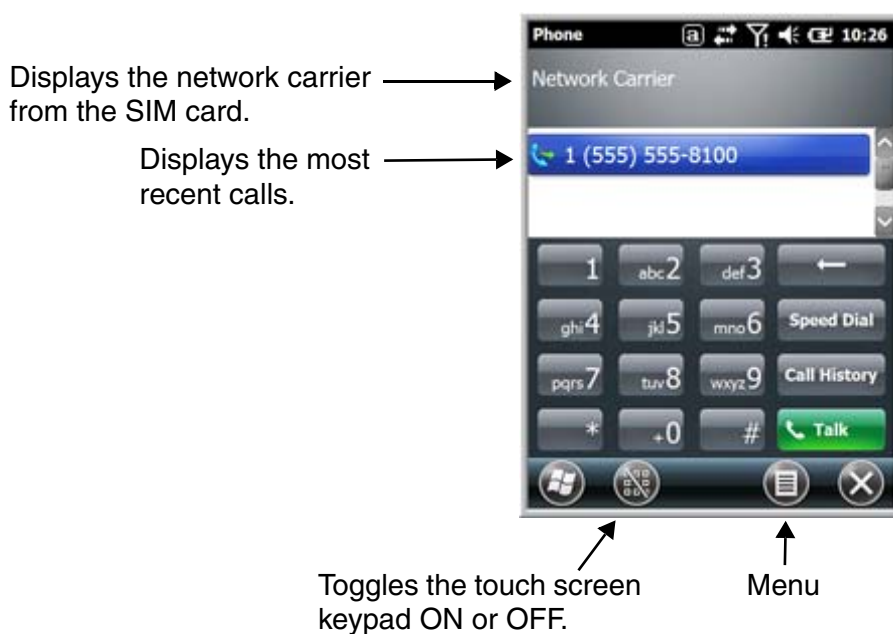 Phone a 10:26
Displays the network carrier
from the SIM card.
Network Carrier
Displays the most
recent calls.
1 (555) 555-8100
1 abc2 def3
ghi4 jkl5 mno6 Speed Dial
pqrs7 tuv8 wxyz9 Call History
* +0 # Talk
Toggles the touch screen
keypad ON or OFF.
Menu